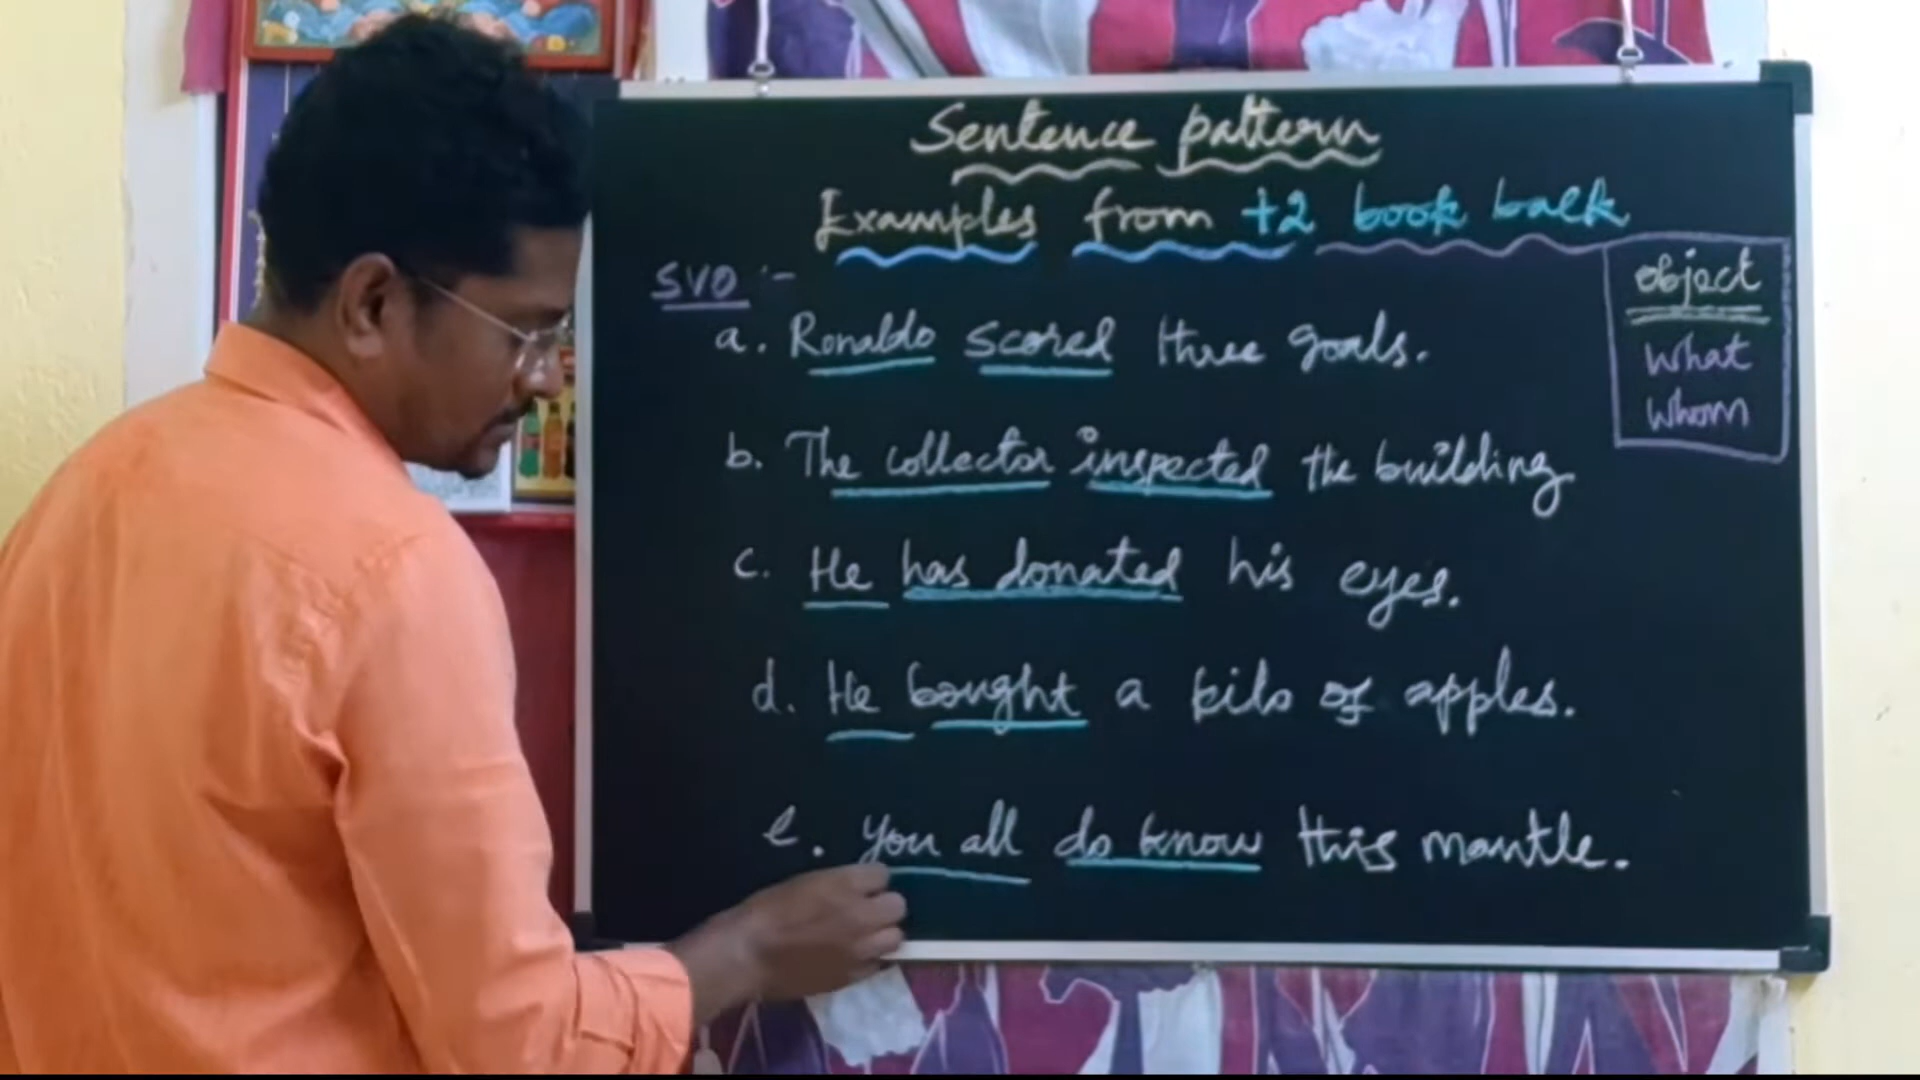 Sentence pattern
Examples from +2 book back
SVO :-
object
what
whom
a. Ronaldo scored three goals.
b. The collector inspected the building
c. He has donated his eyes.
d. He bought a kilo of apples.
e. you all do know this mantle.